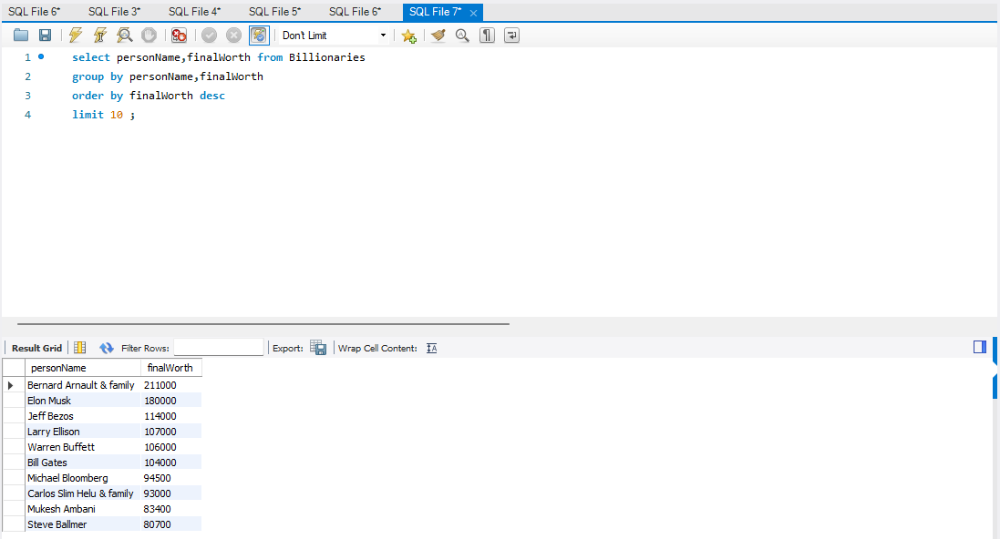 SQL File 6* SQL File 3* SQL File 4* SQL File 5* SQL File 6* SQL File 7*
Don't Limit
1 select personName,finalWorth from Billionaries
2 group by personName,finalWorth
3 order by finalWorth desc
4 limit 10 ;
Result Grid Filter Rows: Export: Wrap Cell Content: IA
personName finalWorth
Bernard Arnault & family 211000
Elon Musk 180000
Jeff Bezos 114000
Larry Ellison 107000
Warren Buffett 106000
Bill Gates 104000
Michael Bloomberg 94500
Carlos Slim Helu & family 93000
Mukesh Ambani 83400
Steve Ballmer 80700